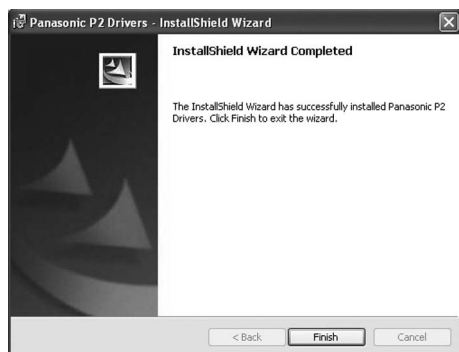 Panasonic P2 Drivers - InstallShield Wizard
InstallShield Wizard Completed
The InstallShield Wizard has successfully installed Panasonic P2
Drivers. Click Finish to exit the wizard.
< Back
Finish
Cancel